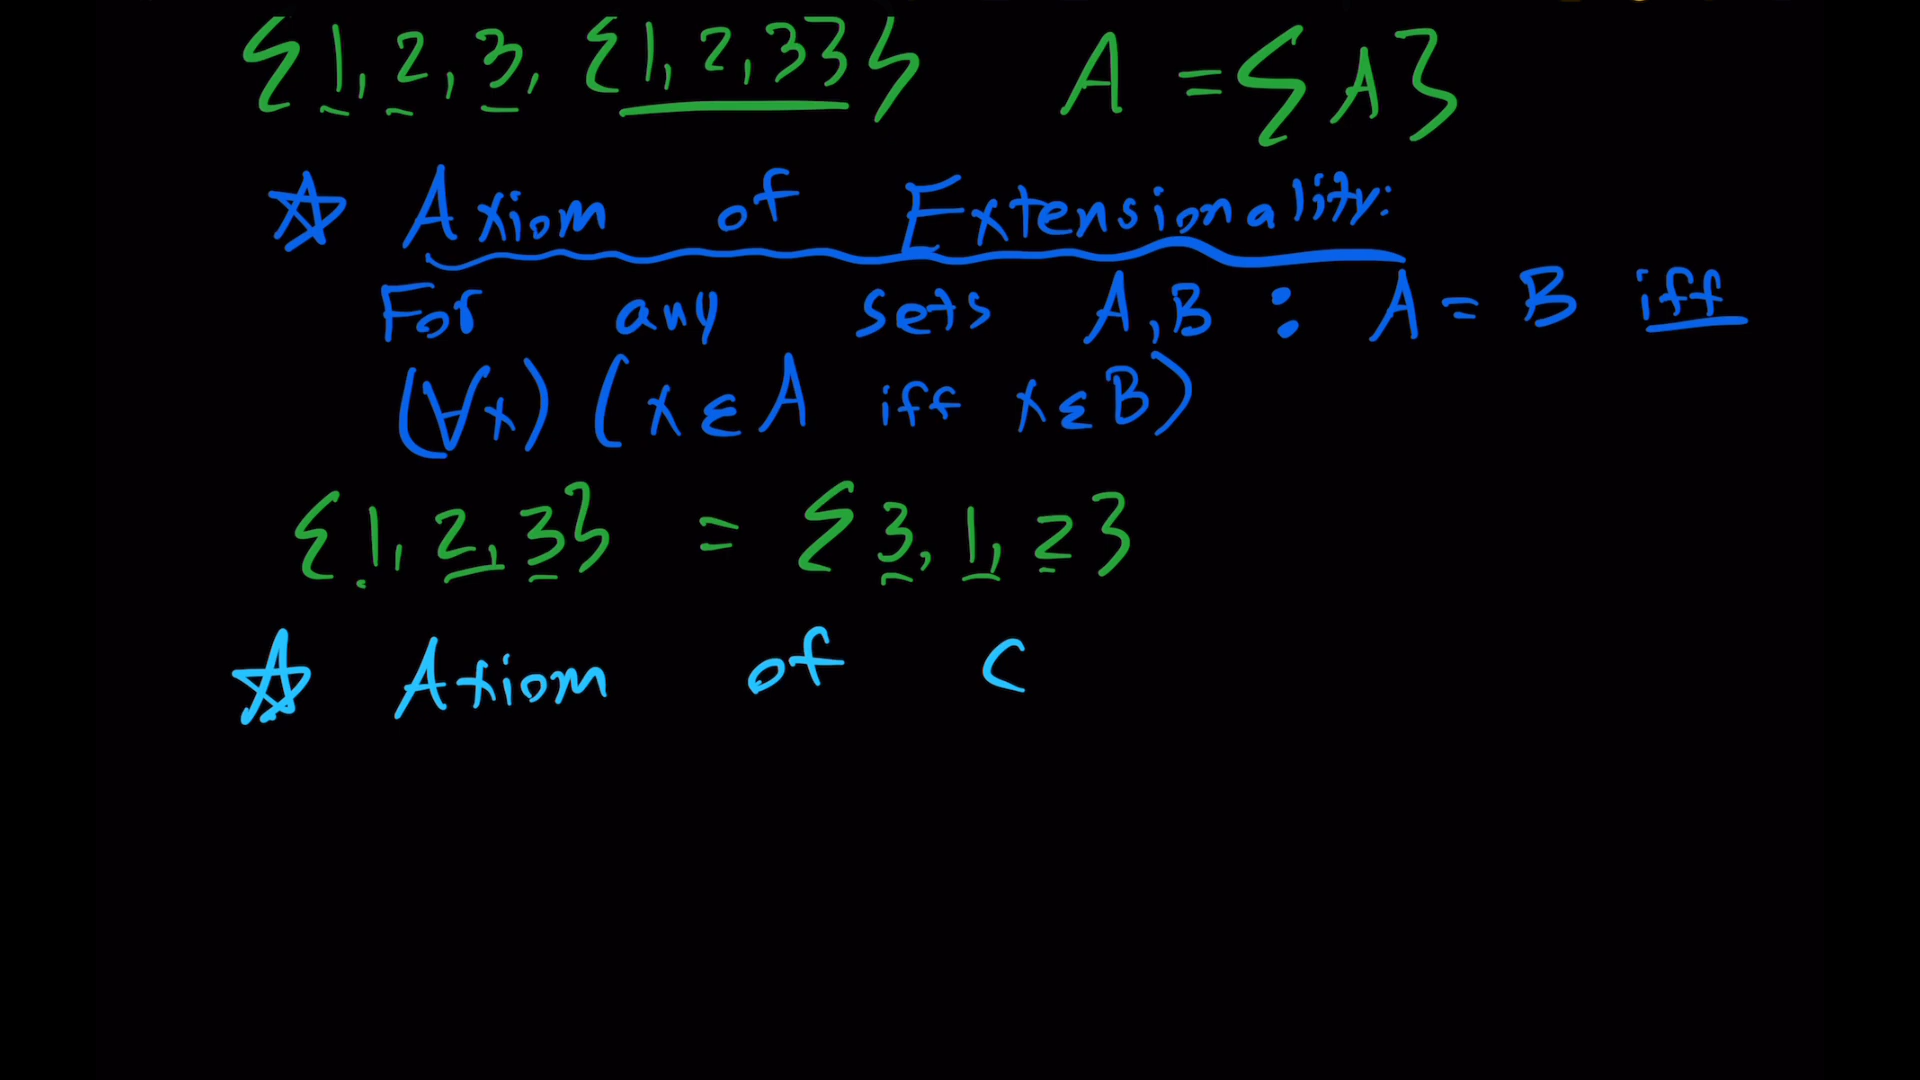 {1, 2, 3, {1, 2, 3}} A = {A}
☆ Axiom of Extensionality:
For any sets A, B : A = B iff
(∀x) (x ∈ A iff x ∈ B)
{1, 2, 3} = {3, 1, 2}
☆ Axiom of C